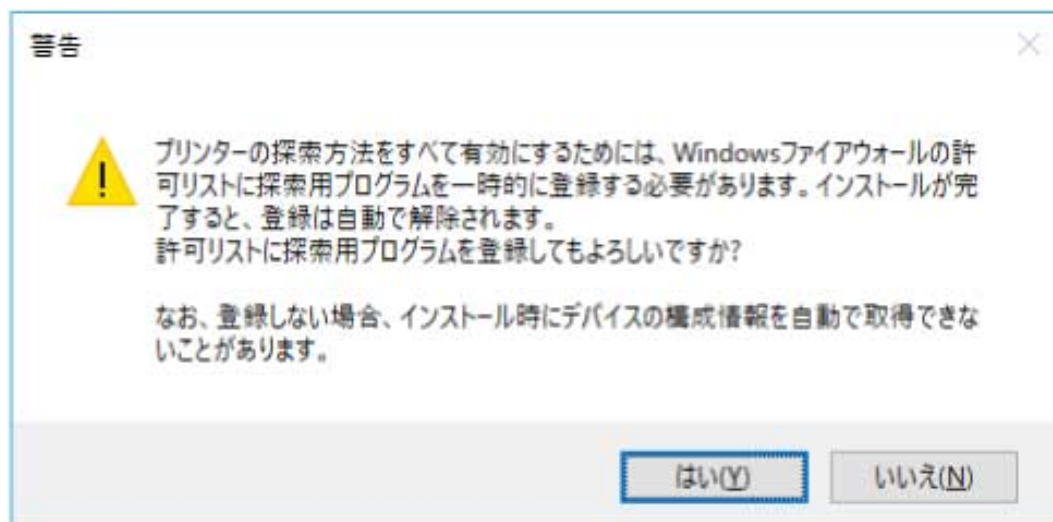 警告
プリンターの探索方法をすべて有効にするためには、Windowsファイアウォールの許
可リストに探索用プログラムを一時的に登録する必要があります。インストールが完
了すると、登録は自動で解除されます。
許可リストに探索用プログラムを登録してもよろしいですか?
なお、登録しない場合、インストール時にデバイスの構成情報を自動で取得できな
いことがあります。
はい(Y)
いいえ(N)